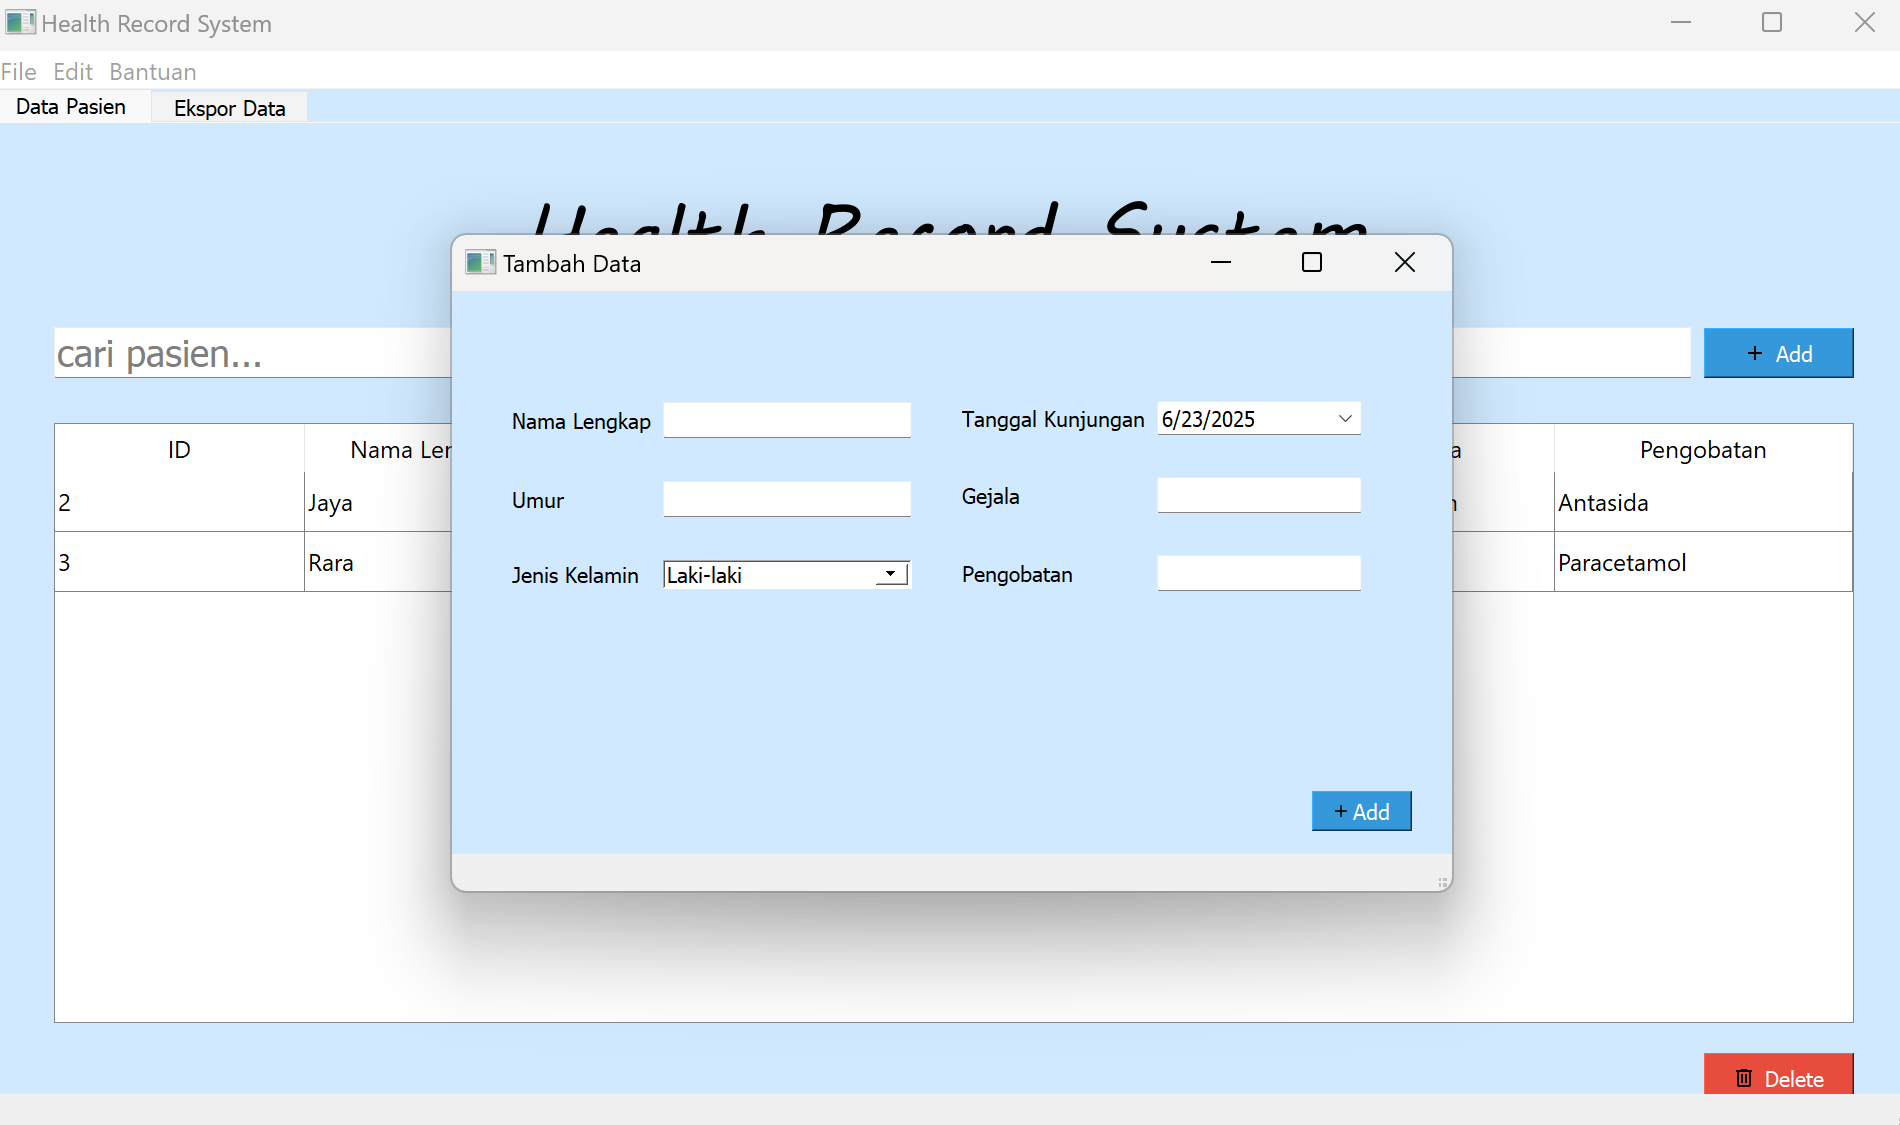 Health Record System
File Edit Bantuan
Data Pasien Ekspor Data
Health Record System
Tambah Data
cari pasien...
+ Add
Nama Lengkap
Tanggal Kunjungan 6/23/2025
ID Pengobatan
Umur
Gejala
2 Jaya Antasida
3 Rara Paracetamol
Jenis Kelamin Laki-laki
Pengobatan
+ Add
Delete